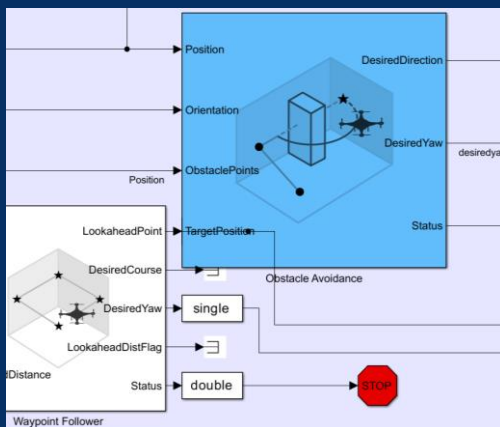 Position
DesiredDirection
Orientation
DesiredYaw
desiredya
ObstaclePoints
Position
LookaheadPoint
TargetPosition
Status
DesiredCourse
Obstacle Avoidance
DesiredYaw
single
LookaheadDistFlag
dDistance
Status
double
STOP
Waypoint Follower